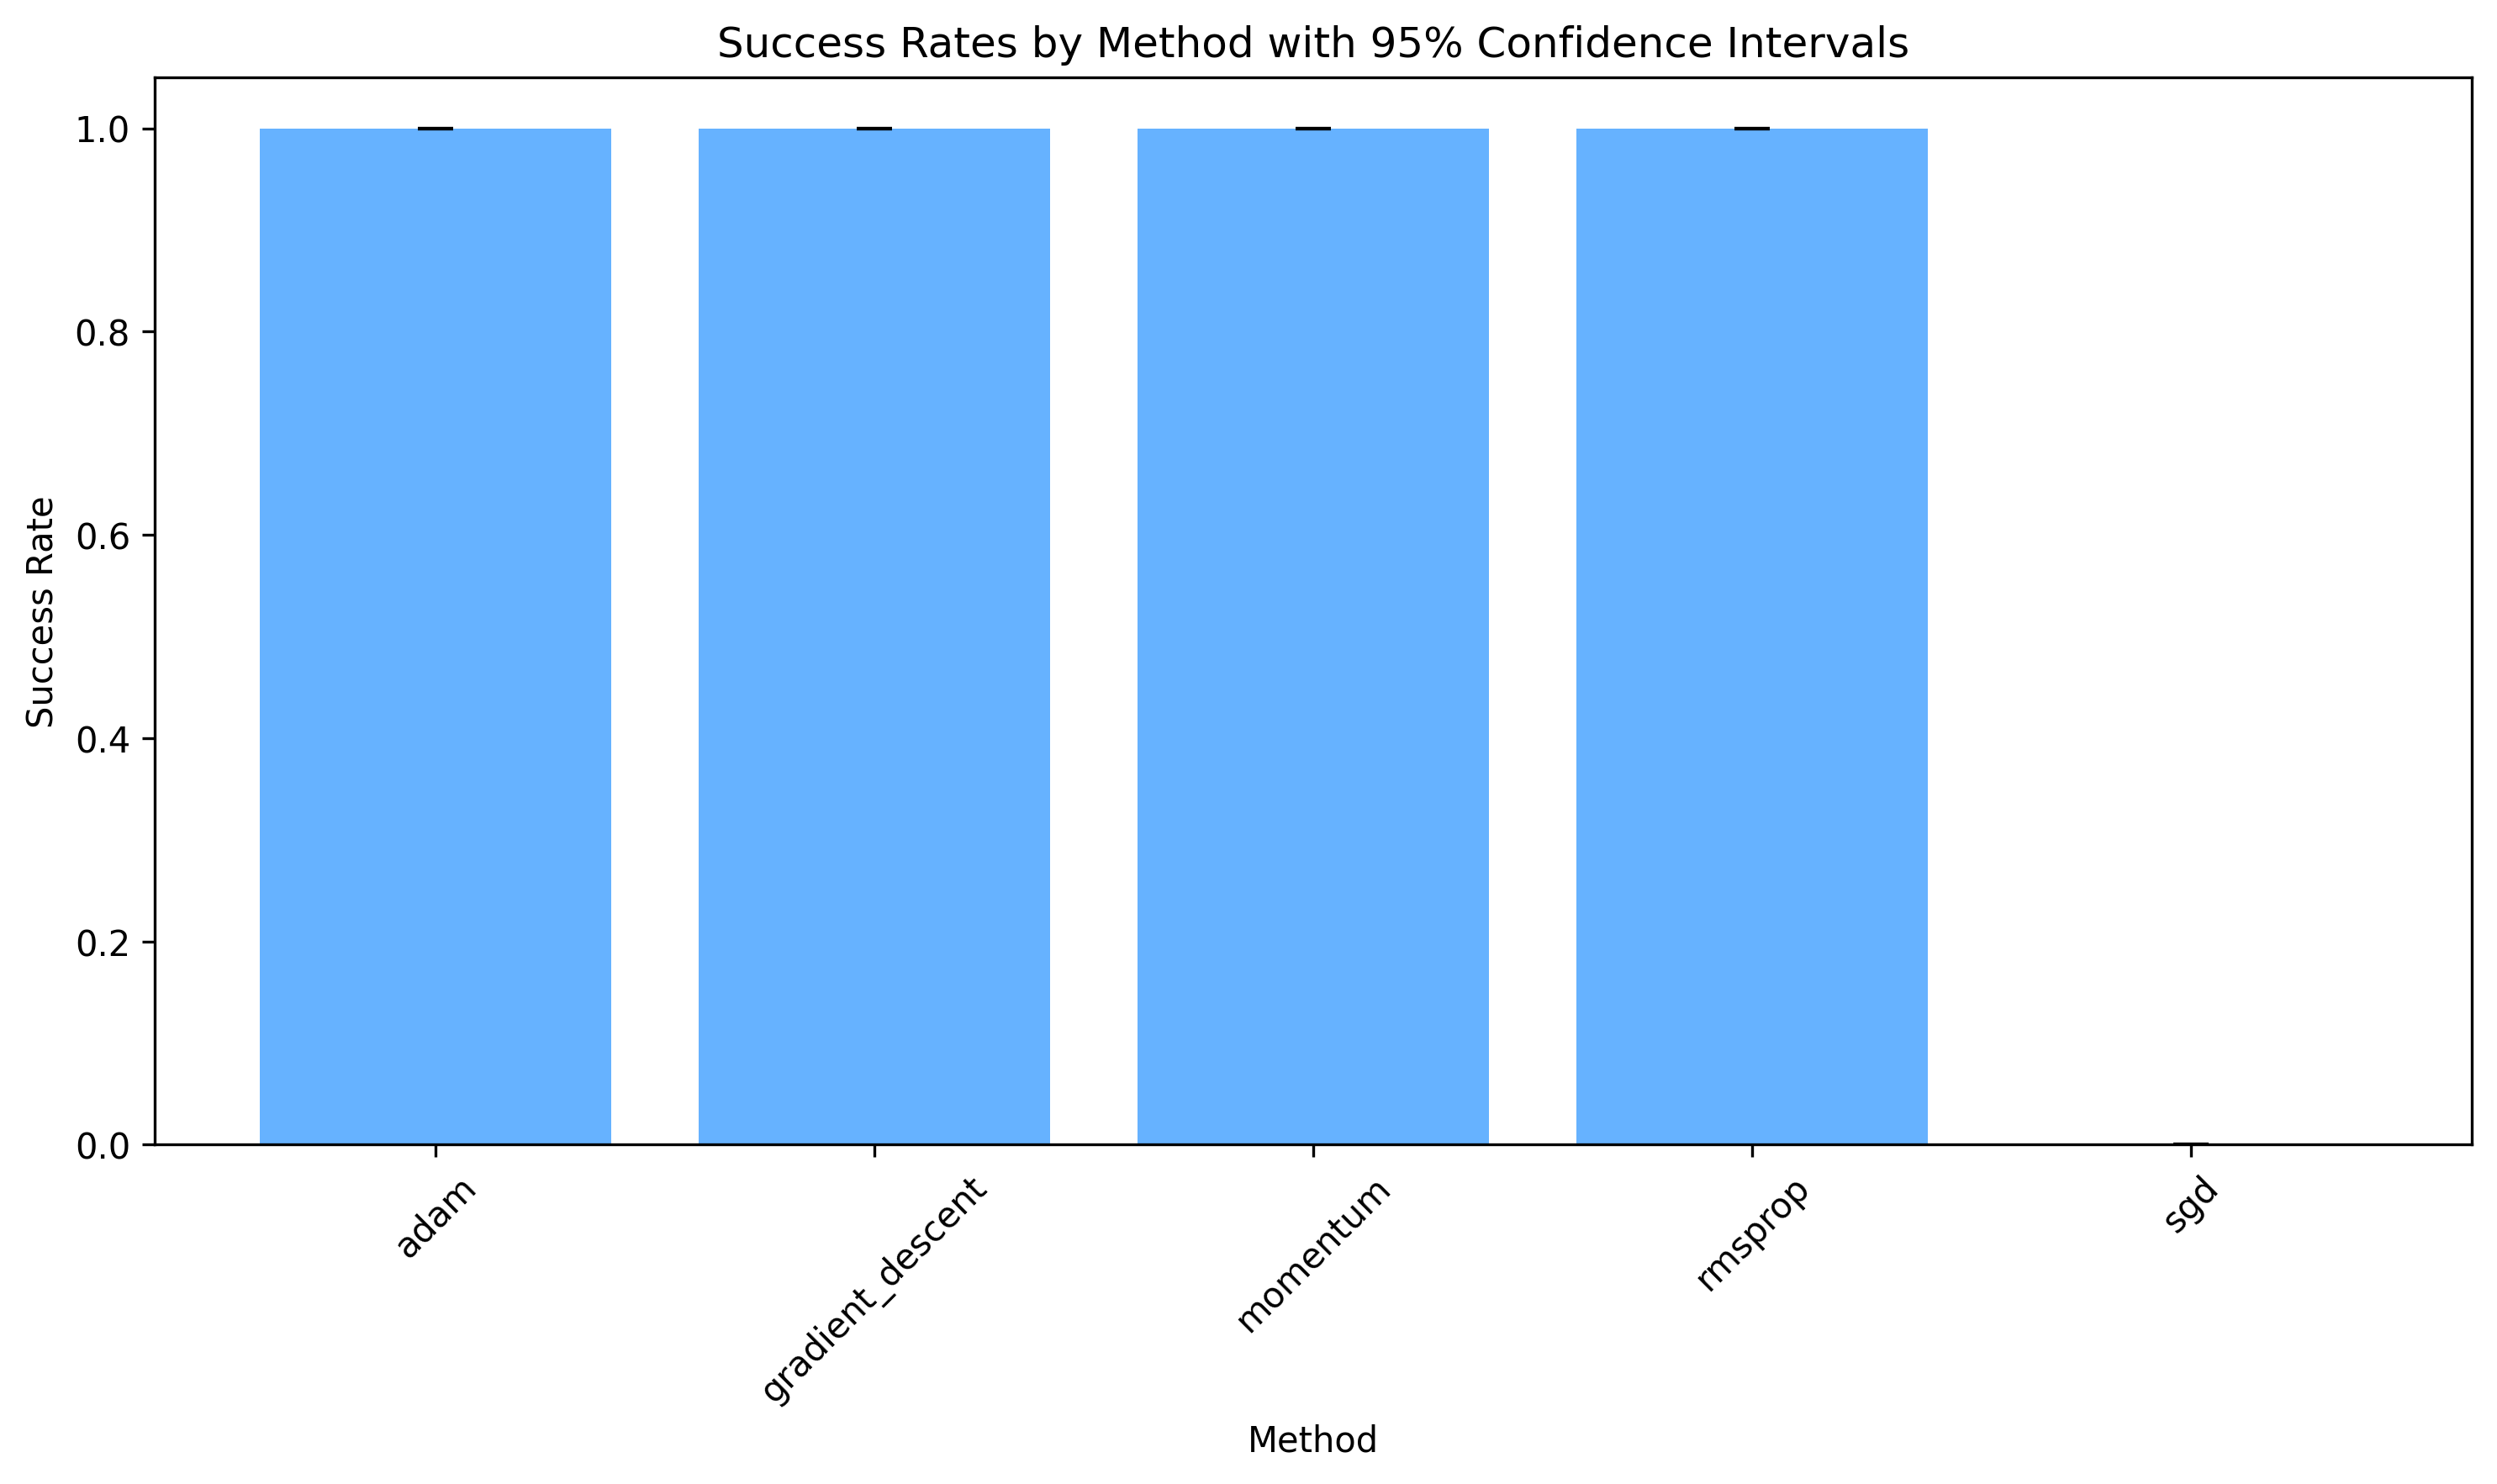 Success Rates by Method with 95% Confidence Intervals
Success Rate
1.0
0.8
0.6
0.4
0.2
0.0
adam
gradient_descent
momentum
rmsprop
sgd
Method